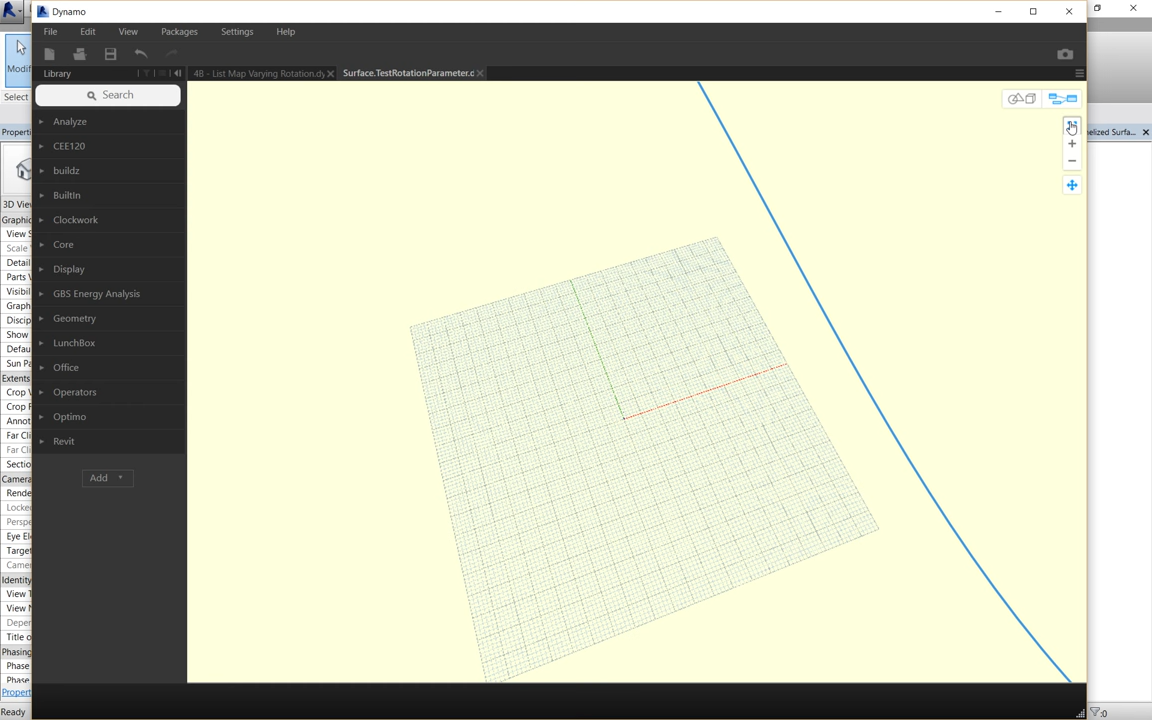 Dynamo
File Edit View Packages Settings Help
Library
4B - List Map Varying Rotation.dy
Surface.TestRotationParameter.c
Search
Analyze
CEE120
buildz
BuiltIn
Clockwork
Core
Display
GBS Energy Analysis
Geometry
LunchBox
Office
Operators
Optimo
Revit
Add
Modif
Select
Properti
3D Vie
Graphic
View S
Scale
Detail
Parts V
Visibil
Graph
Discip
Show
Defau
Sun Pa
Extents
Crop V
Crop R
Annot
Far Cli
Far Cli
Sectio
Camera
Rende
Locke
Perspe
Eye El
Target
Camer
Identity
View T
View N
Depen
Title o
Phasing
Phase
Phase
Propert
Ready
elized Surfa...
:0